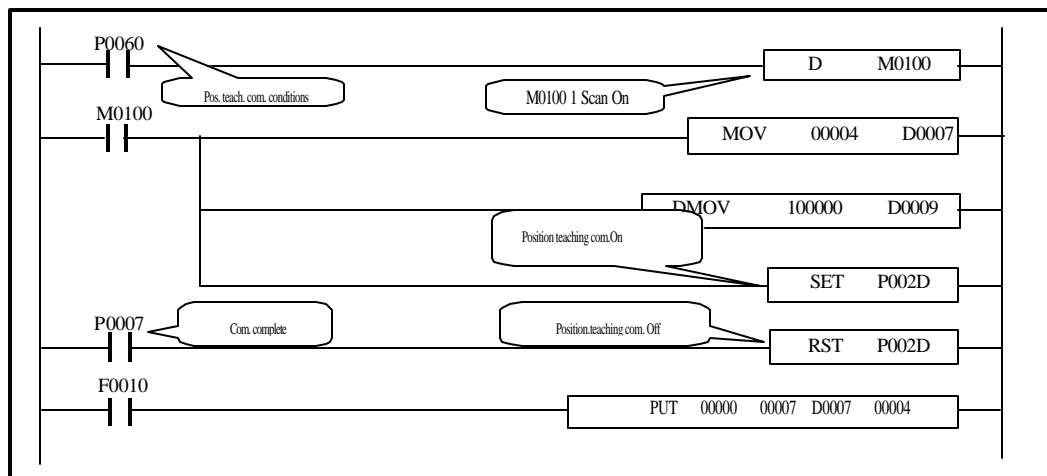 P0060
D M0100
Pos. teach. com. conditions
M0100 1 Scan On
M0100
MOV 00004 D0007
DMOV 100000 D0009
Position teaching com.On
SET P002D
P0007
Com. complete
Position.teaching com. Off
RST P002D
F0010
PUT 00000 00007 D0007 00004